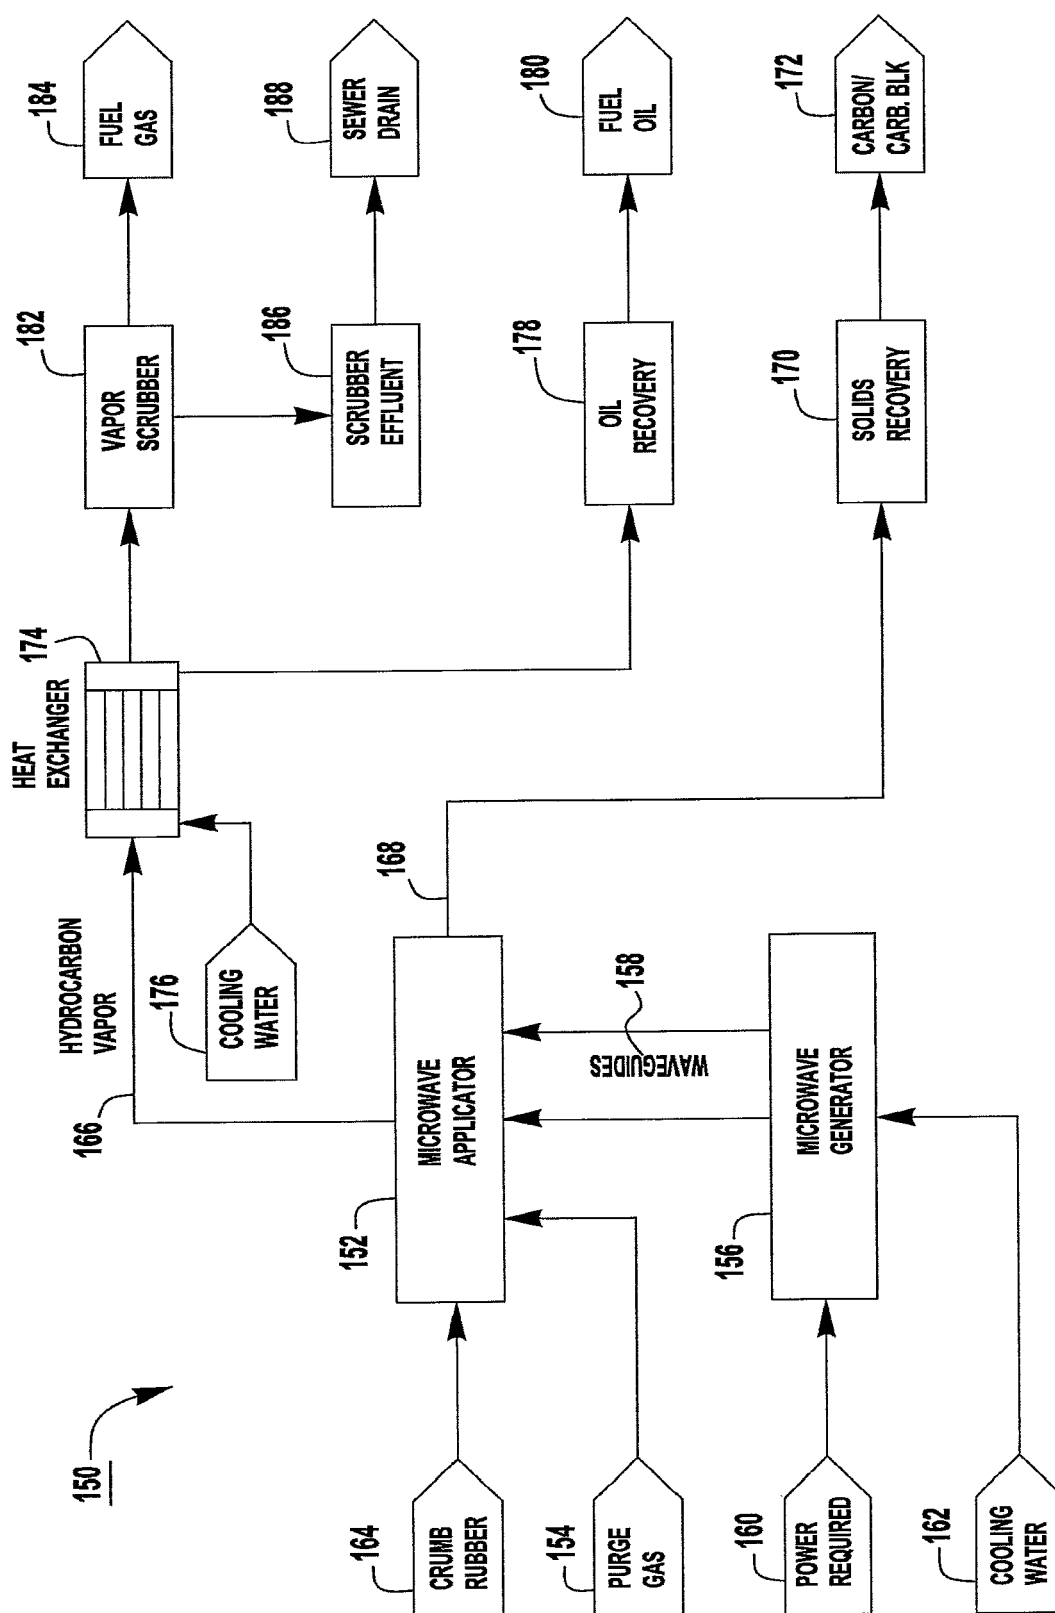 150
164
CRUMB
RUBBER
154
PURGE
GAS
160
POWER
REQUIRED
162
COOLING
WATER
152
MICROWAVE
APPLICATOR
156
MICROWAVE
GENERATOR
WAVEGUIDES
158
166
HYDROCARBON
VAPOR
176
COOLING
WATER
168
HEAT
EXCHANGER
174
182
VAPOR
SCRUBBER
186
SCRUBBER
EFFLUENT
178
OIL
RECOVERY
170
SOLIDS
RECOVERY
184
FUEL
GAS
188
SEWER
DRAIN
180
FUEL
OIL
172
CARBON/
CARB. BLK